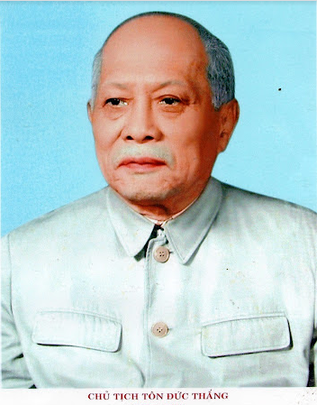 CHỦ TỊCH TÔN ĐỨC THẮNG